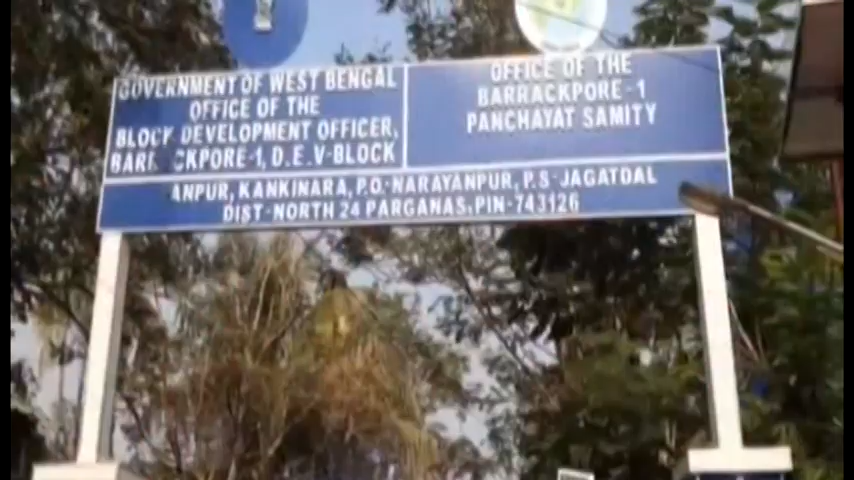 GOVERNMENT OF WEST BENGAL
OFFICE OF THE
BLOCK DEVELOPMENT OFFICER,
BARRACKPORE-1, D.E.V-BLOCK
OFFICE OF THE
BARRACKPORE-1
PANCHAYAT SAMITY
ANPUR, KANKINARA, P.O.-NARAYANPUR, P.S-JAGATDAL
DIST-NORTH 24 PARGANAS, PIN-743126